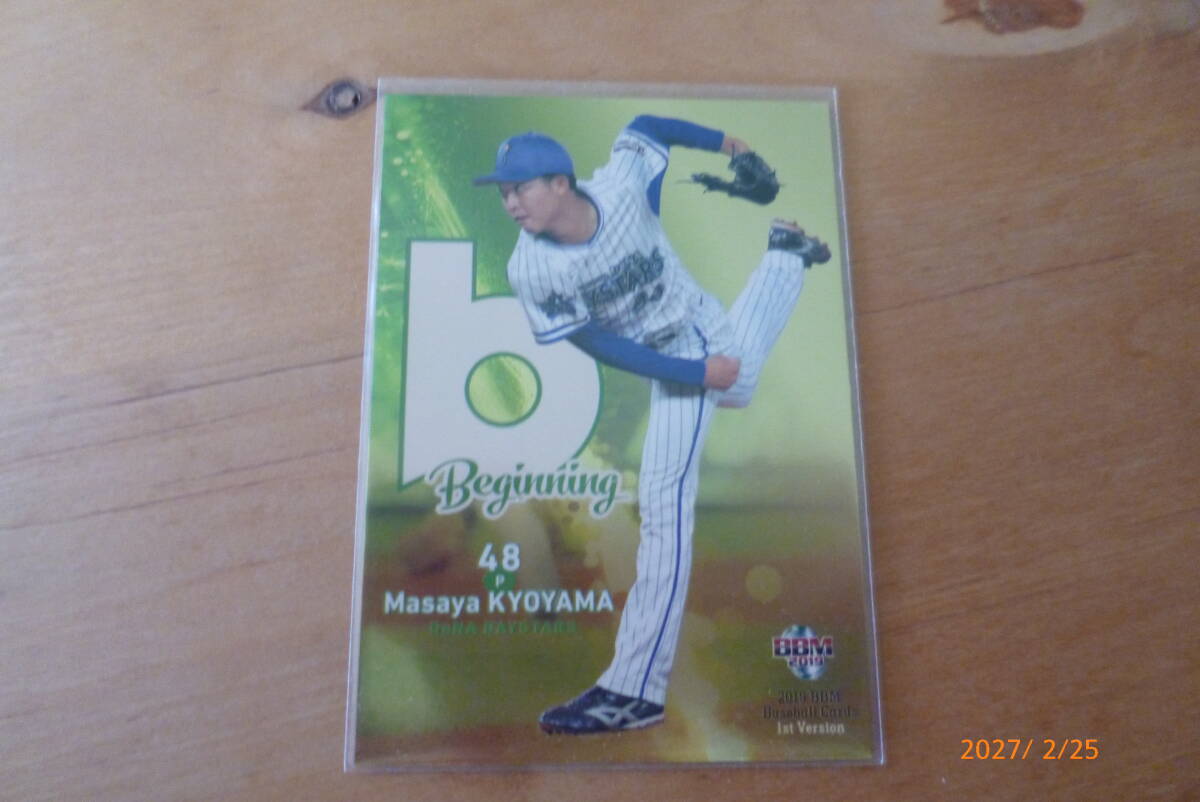 b
Beginning
48
P
Masaya KYOYAMA
DeNA BAYSTARS
BBM
2019
2019 BBM
Baseball Cards
1st Version
2027/ 2/25